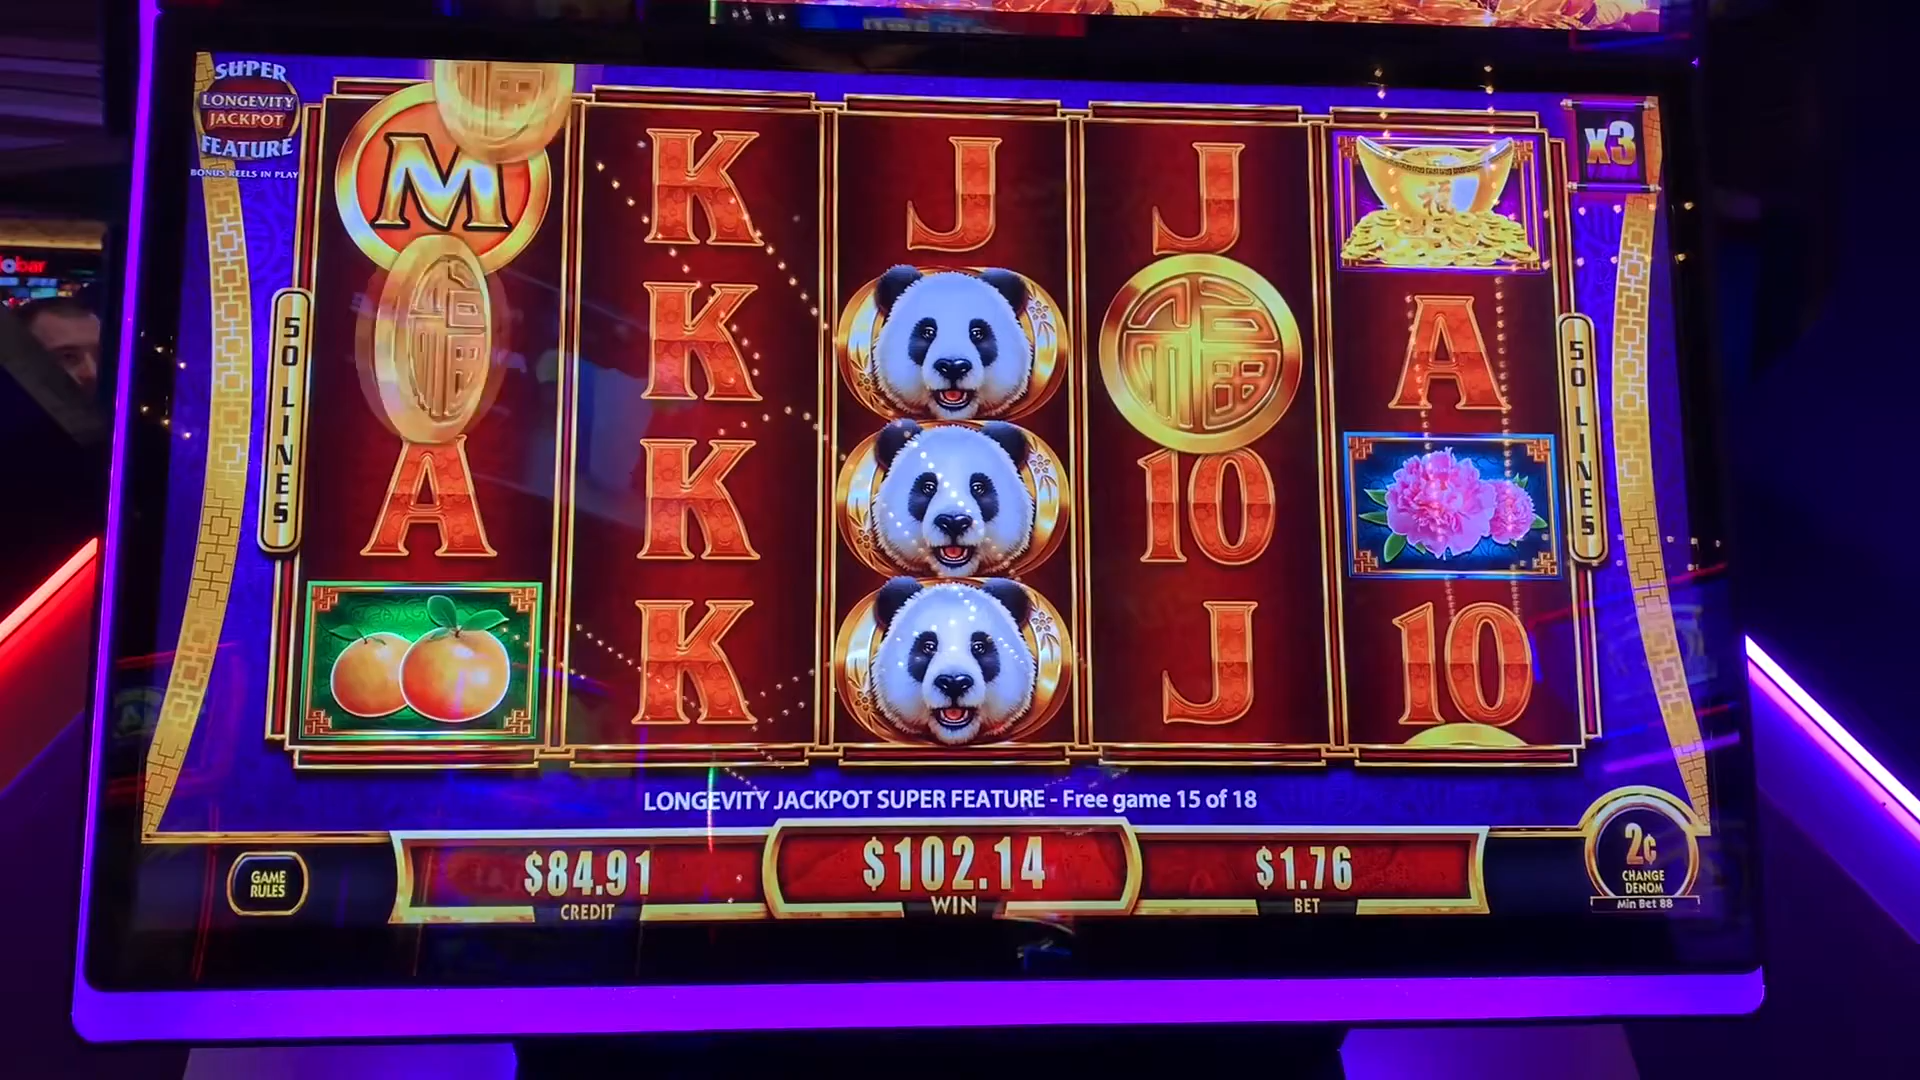 SUPER
LONGEVITY
JACKPOT
FEATURE
BONUS REELS IN PLAY
x3
M
K
J
J
福
50 LINES
K
福
A
50 LINES
A
K
10
K
J
10
LONGEVITY JACKPOT SUPER FEATURE - Free game 15 of 18
GAME
RULES
$84.91
CREDIT
$102.14
WIN
$1.76
BET
2¢
CHANGE
DENOM
Min Bet 88